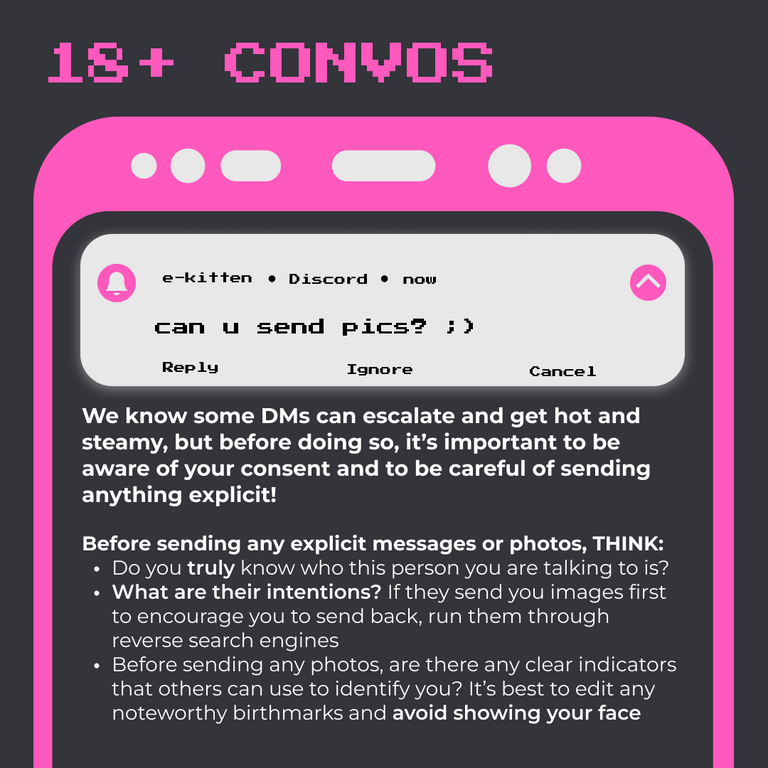 18+ CONVOS
e-kitten • Discord • now
can u send pics? ;)
Reply Ignore Cancel
We know some DMs can escalate and get hot and
steamy, but before doing so, it’s important to be
aware of your consent and to be careful of sending
anything explicit!
Before sending any explicit messages or photos, THINK:
• Do you truly know who this person you are talking to is?
• What are their intentions? If they send you images first
to encourage you to send back, run them through
reverse search engines
• Before sending any photos, are there any clear indicators
that others can use to identify you? It’s best to edit any
noteworthy birthmarks and avoid showing your face